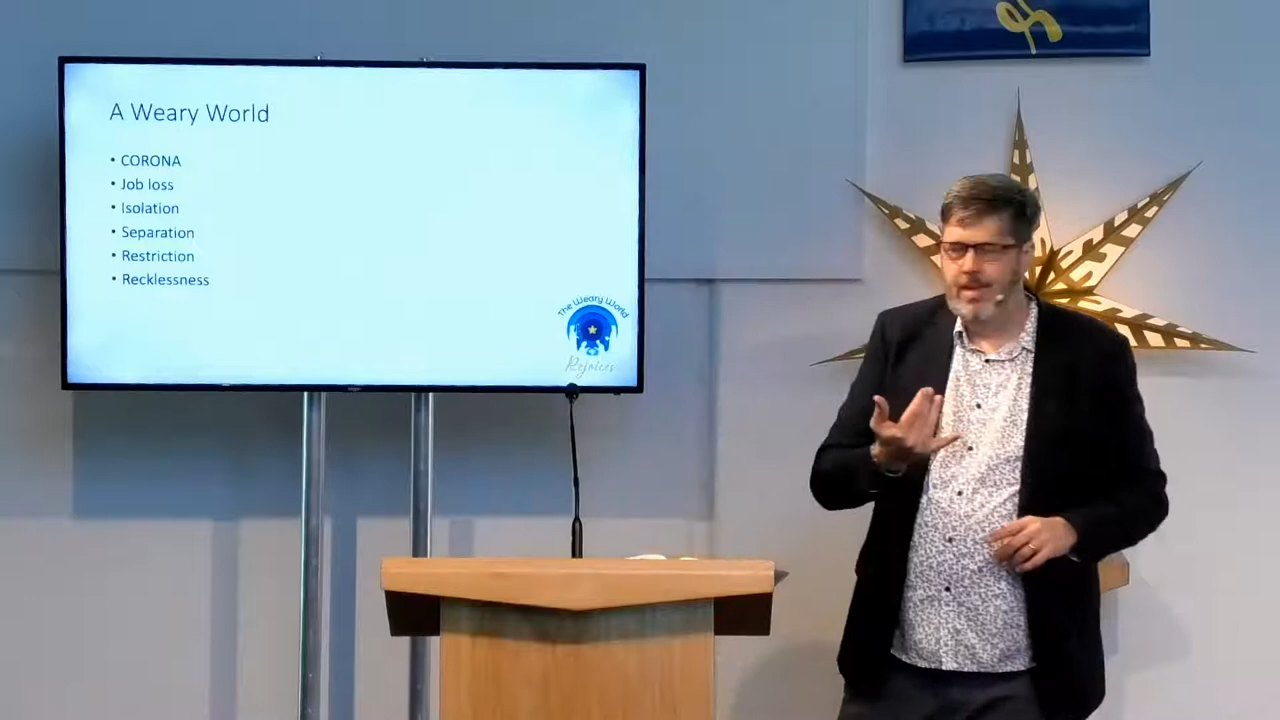 A Weary World
• CORONA
• Job loss
• Isolation
• Separation
• Restriction
• Recklessness
The Weary World
Rejoices